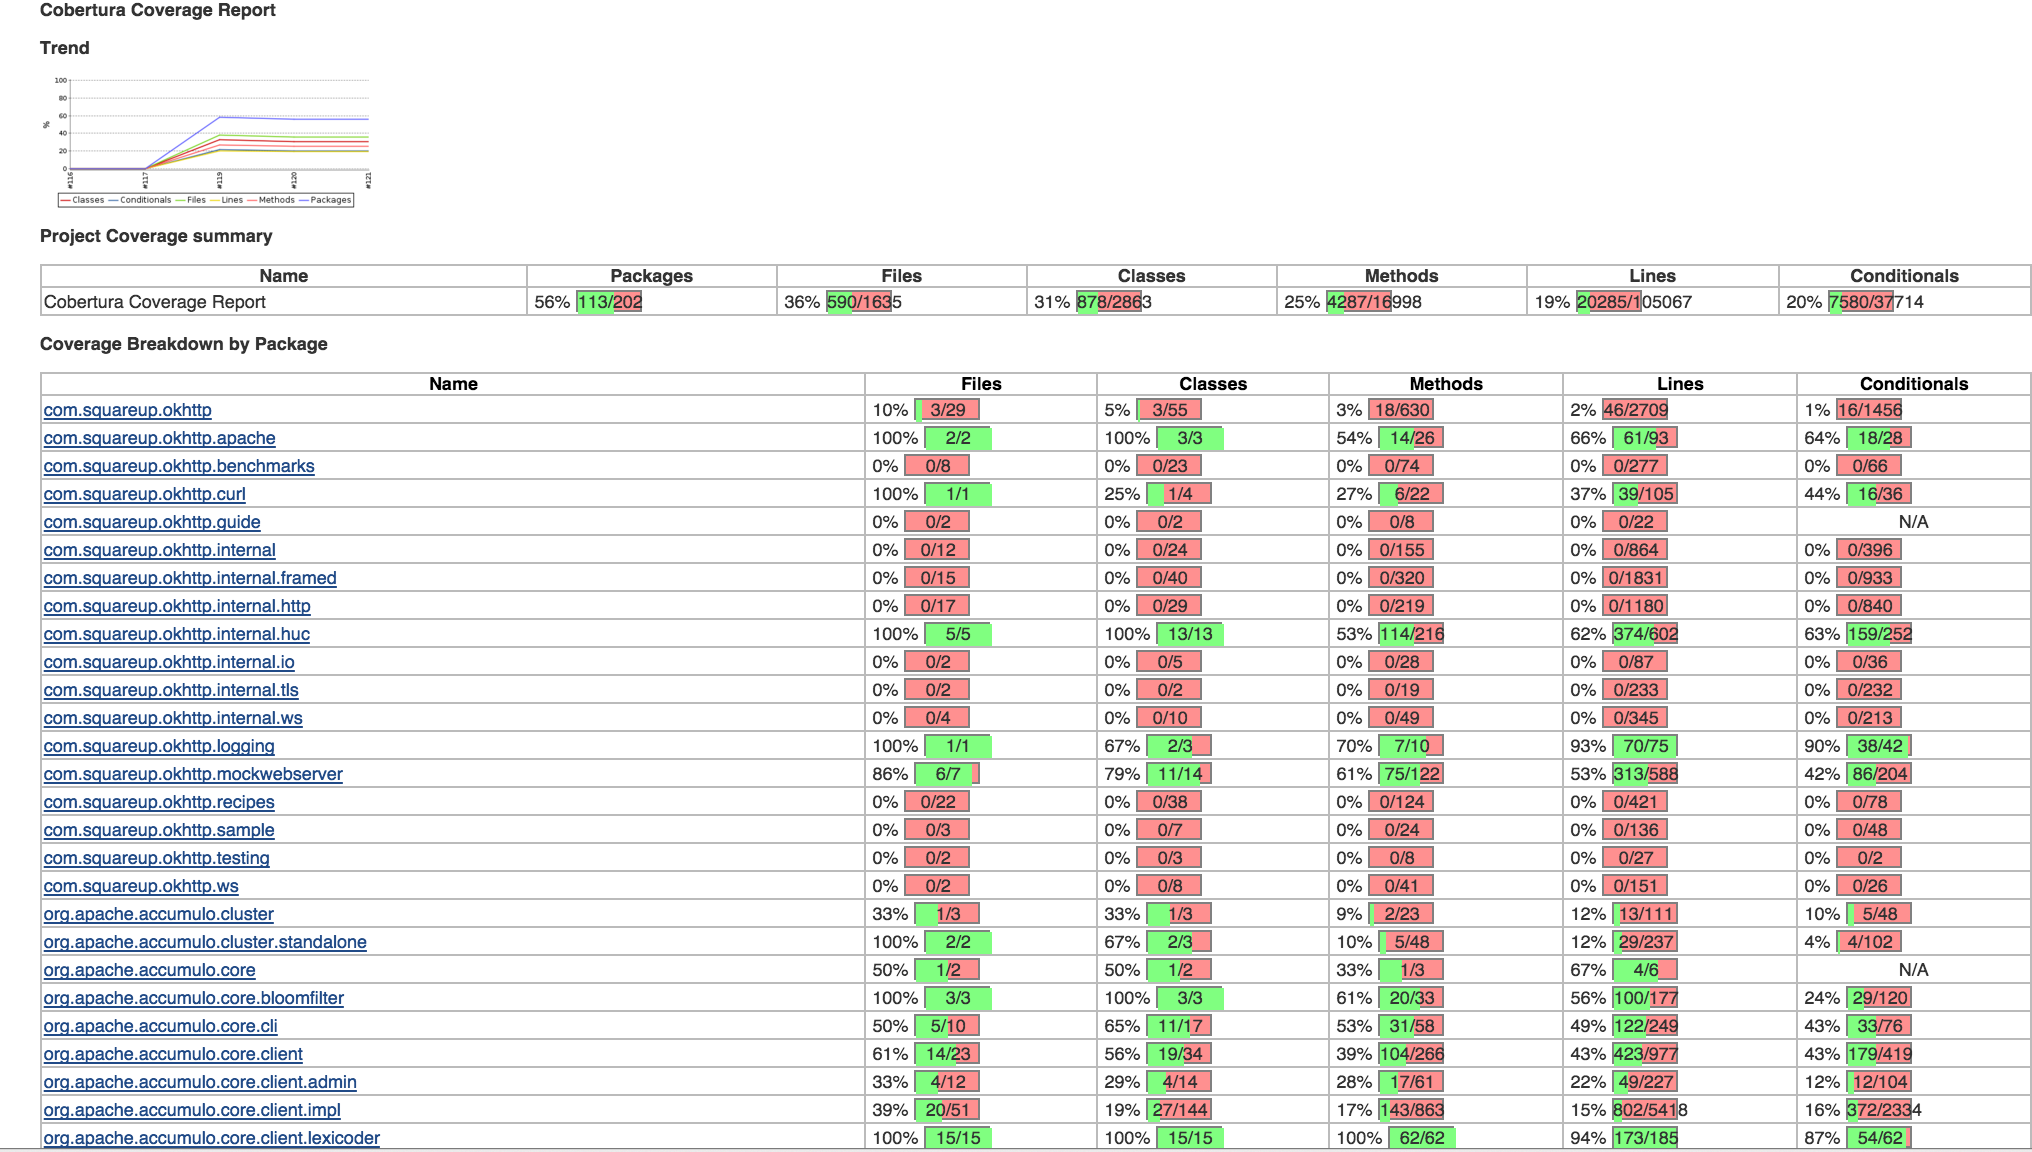 Cobertura Coverage Report
Trend
100
80
60
40
20
0
%
#116 #117 #119 #120 #121
Classes Conditionals Files Lines Methods Packages
Project Coverage summary
Name Packages Files Classes Methods Lines Conditionals
Cobertura Coverage Report 56% 113/202 36% 590/1635 31% 878/2863 25% 4287/16998 19% 20285/105067 20% 7580/37714
Coverage Breakdown by Package
Name Files Classes Methods Lines Conditionals
com.squareup.okhttp 10% 3/29 5% 3/55 3% 18/630 2% 46/2709 1% 16/1456
com.squareup.okhttp.apache 100% 2/2 100% 3/3 54% 14/26 66% 61/93 64% 18/28
com.squareup.okhttp.benchmarks 0% 0/8 0% 0/23 0% 0/74 0% 0/277 0% 0/66
com.squareup.okhttp.curl 100% 1/1 25% 1/4 27% 6/22 37% 39/105 44% 16/36
com.squareup.okhttp.guide 0% 0/2 0% 0/2 0% 0/8 0% 0/22 N/A
com.squareup.okhttp.internal 0% 0/12 0% 0/24 0% 0/155 0% 0/864 0% 0/396
com.squareup.okhttp.internal.framed 0% 0/15 0% 0/40 0% 0/320 0% 0/1831 0% 0/933
com.squareup.okhttp.internal.http 0% 0/17 0% 0/29 0% 0/219 0% 0/1180 0% 0/840
com.squareup.okhttp.internal.huc 100% 5/5 100% 13/13 53% 114/216 62% 374/602 63% 159/252
com.squareup.okhttp.internal.io 0% 0/2 0% 0/5 0% 0/28 0% 0/87 0% 0/36
com.squareup.okhttp.internal.tls 0% 0/2 0% 0/2 0% 0/19 0% 0/233 0% 0/232
com.squareup.okhttp.internal.ws 0% 0/4 0% 0/10 0% 0/49 0% 0/345 0% 0/213
com.squareup.okhttp.logging 100% 1/1 67% 2/3 70% 7/10 93% 70/75 90% 38/42
com.squareup.okhttp.mockwebserver 86% 6/7 79% 11/14 61% 75/122 53% 313/588 42% 86/204
com.squareup.okhttp.recipes 0% 0/22 0% 0/38 0% 0/124 0% 0/421 0% 0/78
com.squareup.okhttp.sample 0% 0/3 0% 0/7 0% 0/24 0% 0/136 0% 0/48
com.squareup.okhttp.testing 0% 0/2 0% 0/3 0% 0/8 0% 0/27 0% 0/2
com.squareup.okhttp.ws 0% 0/2 0% 0/8 0% 0/41 0% 0/151 0% 0/26
org.apache.accumulo.cluster 33% 1/3 33% 1/3 9% 2/23 12% 13/111 10% 5/48
org.apache.accumulo.cluster.standalone 100% 2/2 67% 2/3 10% 5/48 12% 29/237 4% 4/102
org.apache.accumulo.core 50% 1/2 50% 1/2 33% 1/3 67% 4/6 N/A
org.apache.accumulo.core.bloomfilter 100% 3/3 100% 3/3 61% 20/33 56% 100/177 24% 29/120
org.apache.accumulo.core.cli 50% 5/10 65% 11/17 53% 31/58 49% 122/249 43% 33/76
org.apache.accumulo.core.client 61% 14/23 56% 19/34 39% 104/266 43% 423/977 43% 179/419
org.apache.accumulo.core.client.admin 33% 4/12 29% 4/14 28% 17/61 22% 49/227 12% 12/104
org.apache.accumulo.core.client.impl 39% 20/51 19% 27/144 17% 143/863 15% 802/5418 16% 372/2334
org.apache.accumulo.core.client.lexicoder 100% 15/15 100% 15/15 100% 62/62 94% 173/185 87% 54/62